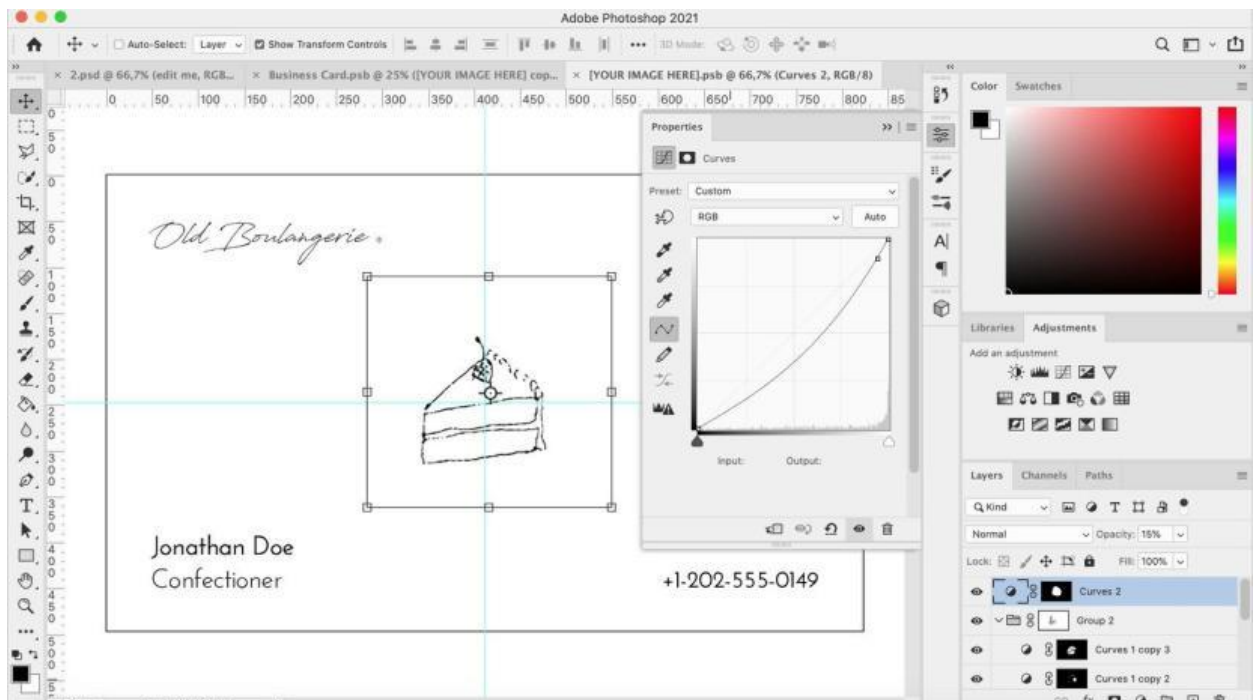 Adobe Photoshop 2021
Auto-Select: Layer Show Transform Controls 3D Mode:
× 2.psd @ 66,7% (edit me, RGB... × Business Card.psb @ 25% ([YOUR IMAGE HERE] cop... × [YOUR IMAGE HERE].psb @ 66,7% (Curves 2, RGB/8)
0 50 100 150 200 250 300 350 400 450 500 550 600 650 700 750 800 85
Properties
Curves
Preset: Custom
RGB Auto
Input: Output:
Old Boulangerie
Jonathan Doe
Confectioner
+1-202-555-0149
Color Swatches
Libraries Adjustments
Add an adjustment
Layers Channels Paths
Kind
Normal Opacity: 15%
Lock: Fill: 100%
Curves 2
Group 2
Curves 1 copy 3
Curves 1 copy 2